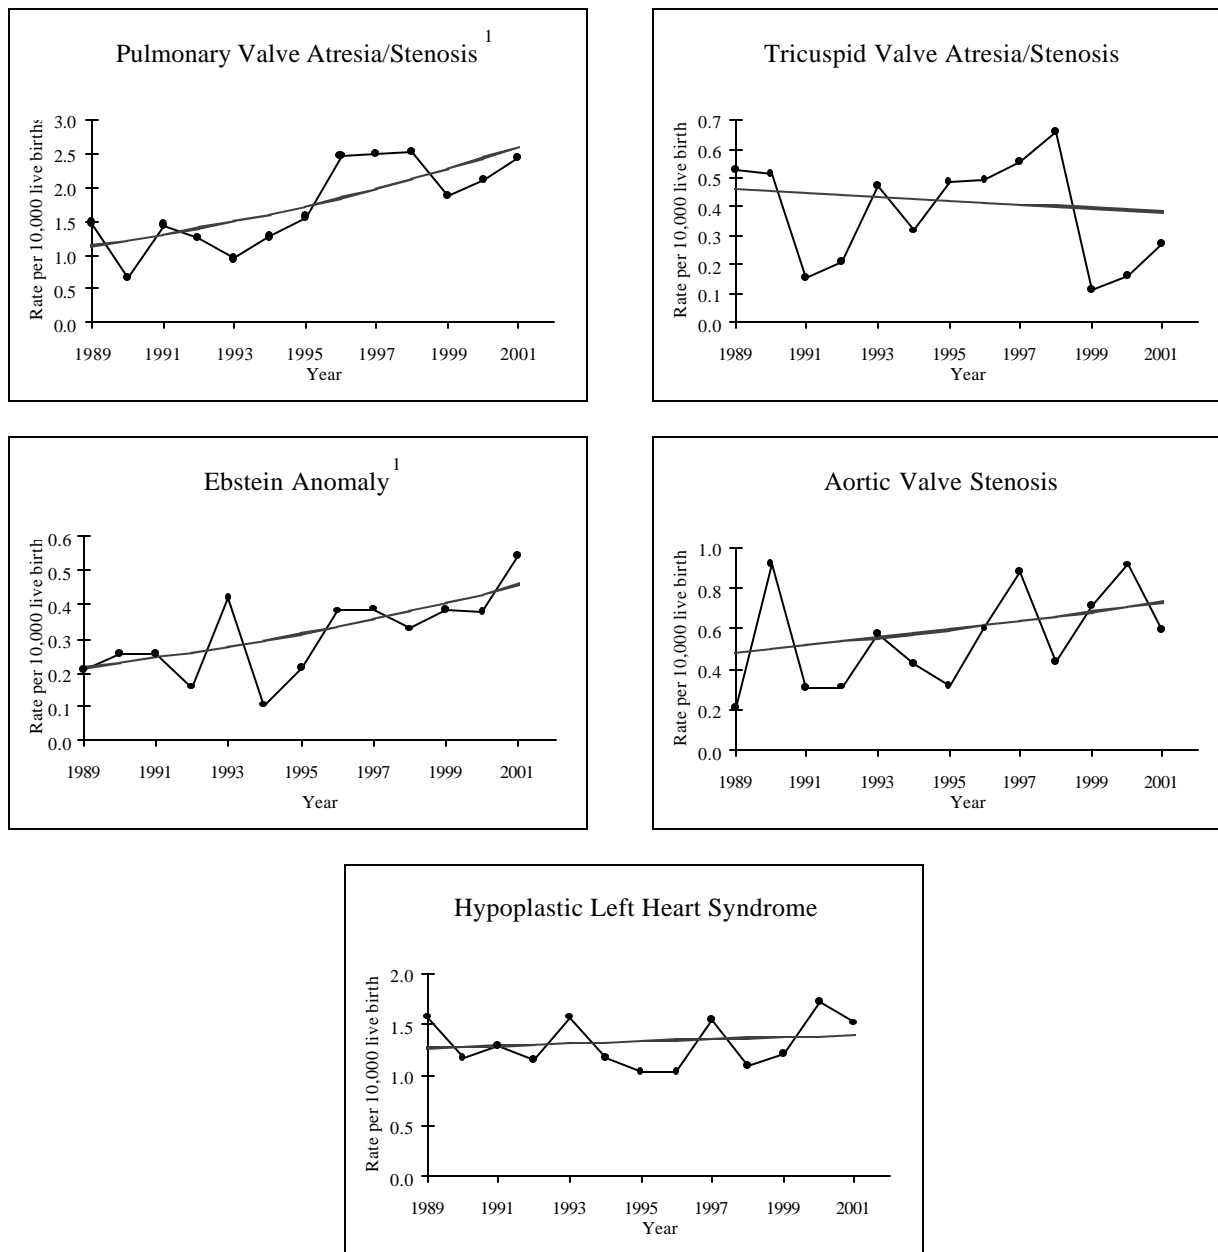 Pulmonary Valve Atresia/Stenosis 1
Rate per 10,000 live births
3.0
2.5
2.0
1.5
1.0
0.5
0.0
1989 1991 1993 1995 1997 1999 2001
Year
Tricuspid Valve Atresia/Stenosis
Rate per 10,000 live birth
0.7
0.6
0.5
0.4
0.3
0.2
0.1
0.0
1989 1991 1993 1995 1997 1999 2001
Year
Ebstein Anomaly 1
Rate per 10,000 live birth
0.6
0.5
0.4
0.3
0.2
0.1
0.0
1989 1991 1993 1995 1997 1999 2001
Year
Aortic Valve Stenosis
Rate per 10,000 live birth
1.0
0.8
0.6
0.4
0.2
0.0
1989 1991 1993 1995 1997 1999 2001
Year
Hypoplastic Left Heart Syndrome
Rate per 10,000 live birth
2.0
1.5
1.0
0.5
0.0
1989 1991 1993 1995 1997 1999 2001
Year